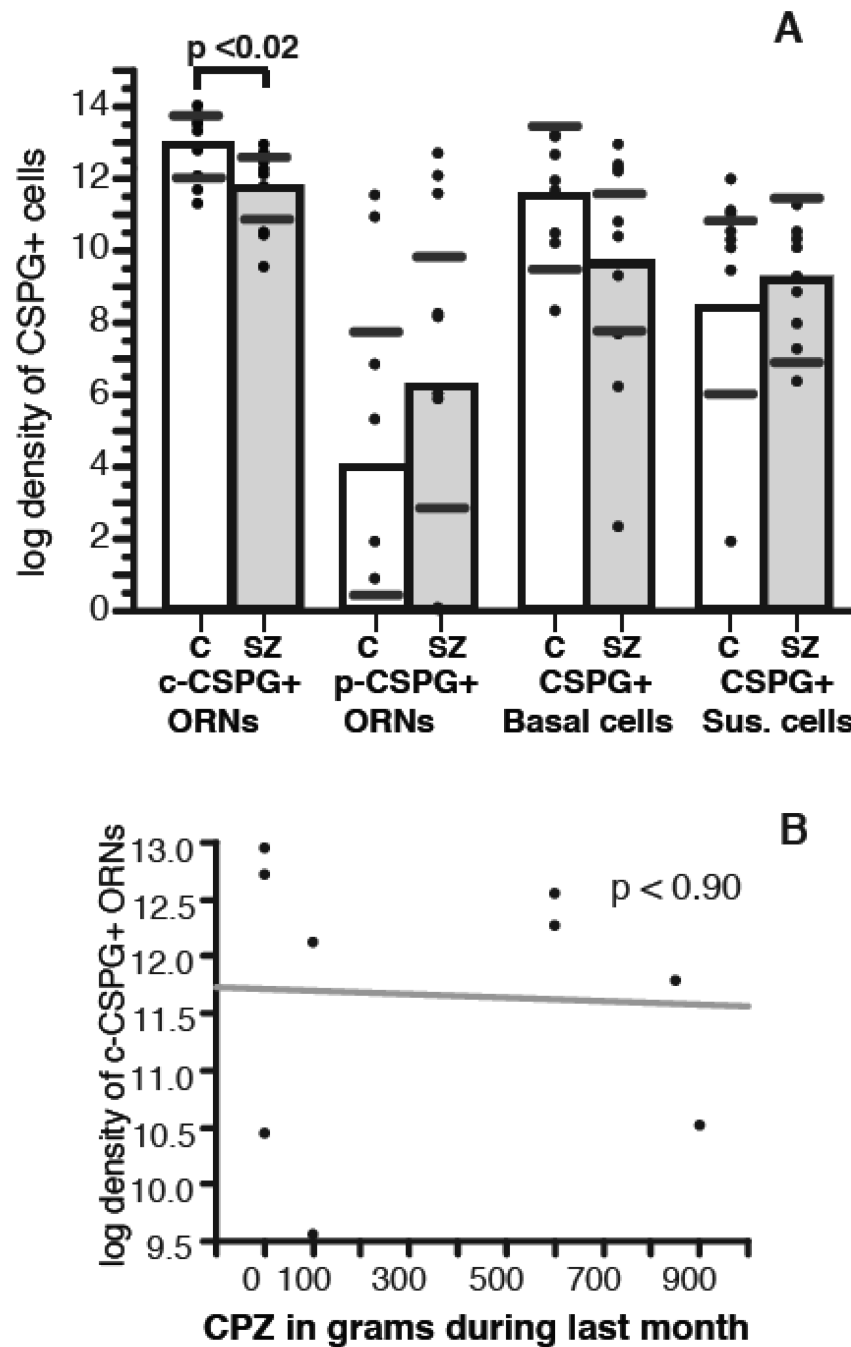 A
p <0.02
log density of CSPG+ cells
14
12
10
8
6
4
2
0
C SZ C SZ C SZ C SZ
c-CSPG+ p-CSPG+ CSPG+ CSPG+
ORNs ORNs Basal cells Sus. cells
B
log density of c-CSPG+ ORNs
13.0
p < 0.90
12.5
12.0
11.5
11.0
10.5
10.0
9.5
0 100 300 500 700 900
CPZ in grams during last month